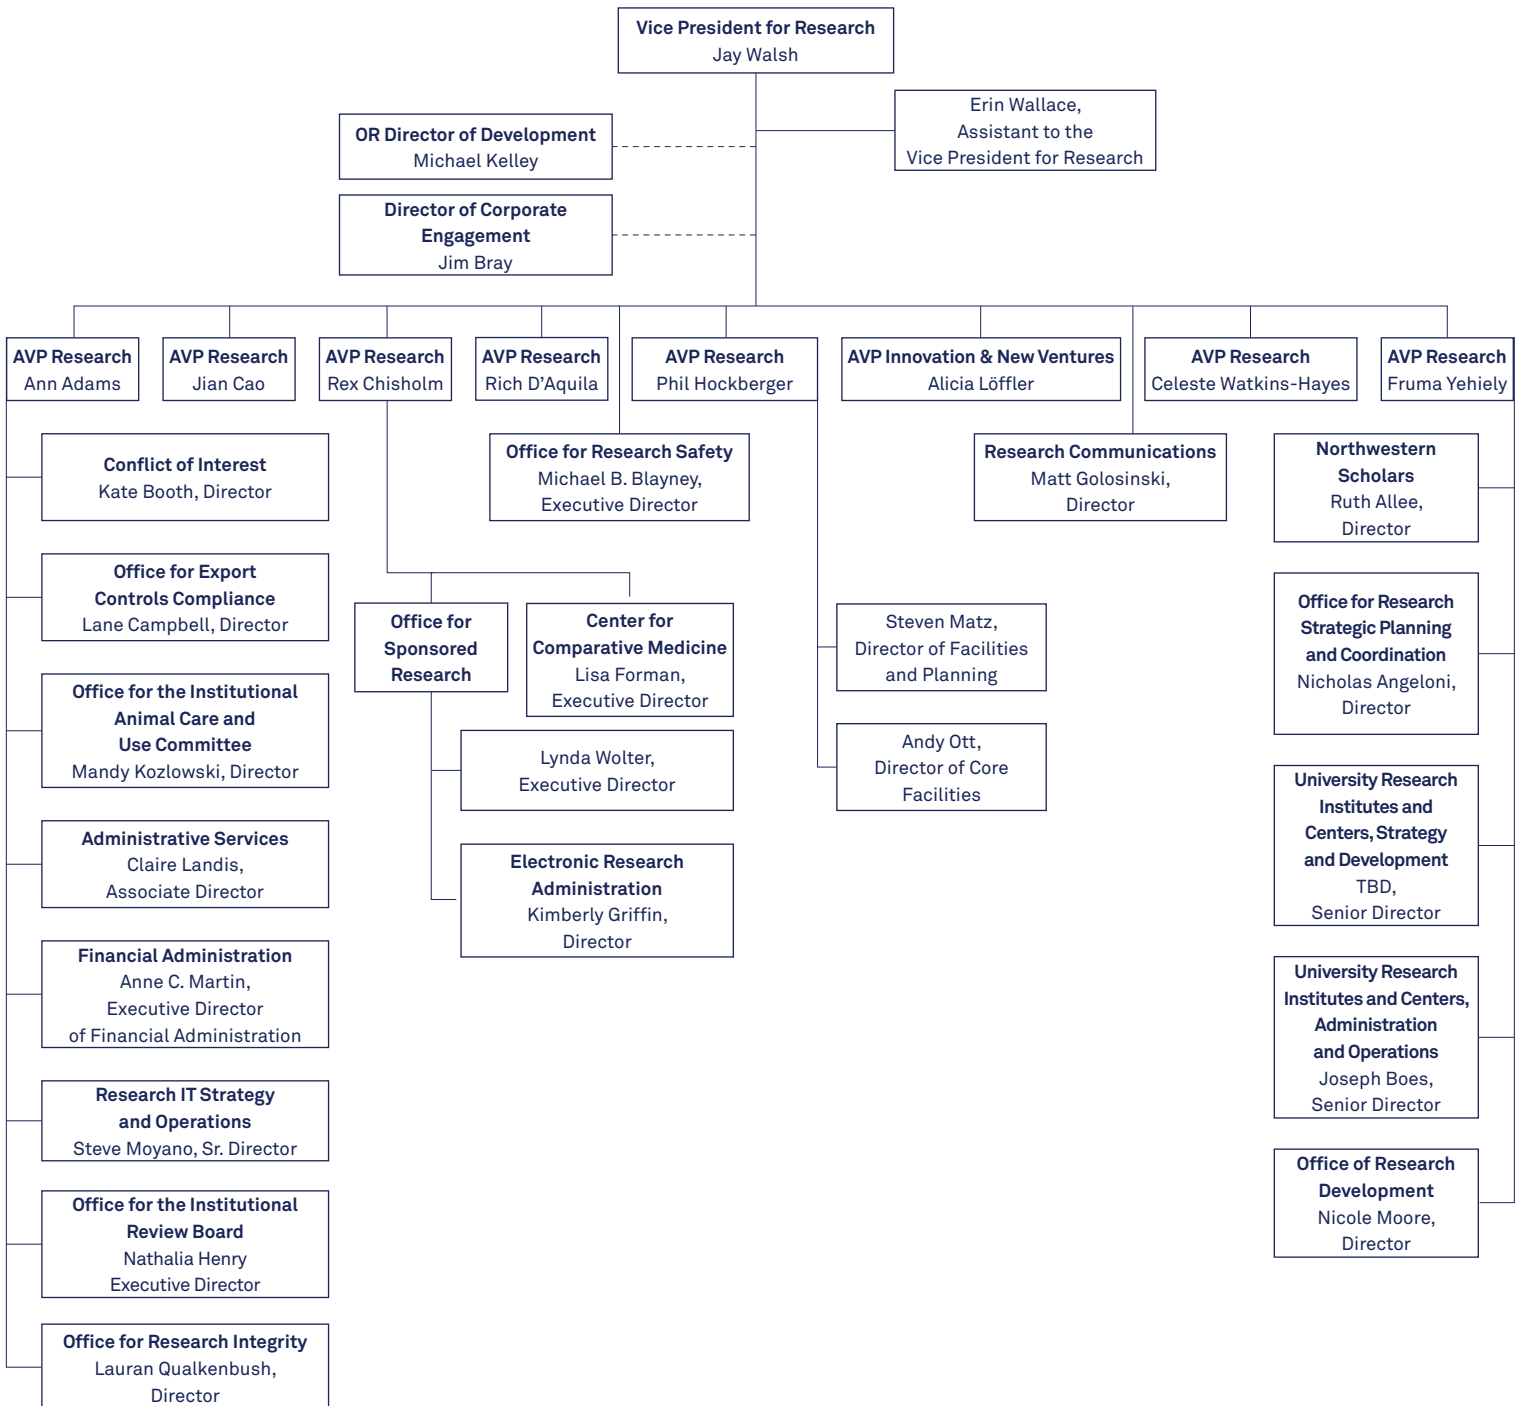 Vice President for Research
Jay Walsh
Erin Wallace,
Assistant to the
Vice President for Research
OR Director of Development
Michael Kelley
Director of Corporate
Engagement
Jim Bray
AVP Research
Ann Adams
AVP Research
Jian Cao
AVP Research
Rex Chisholm
AVP Research
Rich D’Aquila
AVP Research
Phil Hockberger
AVP Innovation & New Ventures
Alicia Löffler
AVP Research
Celeste Watkins-Hayes
AVP Research
Fruma Yehiely
Conflict of Interest
Kate Booth, Director
Office for Export
Controls Compliance
Lane Campbell, Director
Office for the Institutional
Animal Care and
Use Committee
Mandy Kozlowski, Director
Administrative Services
Claire Landis,
Associate Director
Financial Administration
Anne C. Martin,
Executive Director
of Financial Administration
Research IT Strategy
and Operations
Steve Moyano, Sr. Director
Office for the Institutional
Review Board
Nathalia Henry
Executive Director
Office for Research Integrity
Lauran Qualkenbush,
Director
Office for Research Safety
Michael B. Blayney,
Executive Director
Office for
Sponsored
Research
Center for
Comparative Medicine
Lisa Forman,
Executive Director
Lynda Wolter,
Executive Director
Electronic Research
Administration
Kimberly Griffin,
Director
Steven Matz,
Director of Facilities
and Planning
Andy Ott,
Director of Core
Facilities
Research Communications
Matt Golosinski,
Director
Northwestern
Scholars
Ruth Allee,
Director
Office for Research
Strategic Planning
and Coordination
Nicholas Angeloni,
Director
University Research
Institutes and
Centers, Strategy
and Development
TBD,
Senior Director
University Research
Institutes and Centers,
Administration
and Operations
Joseph Boes,
Senior Director
Office of Research
Development
Nicole Moore,
Director